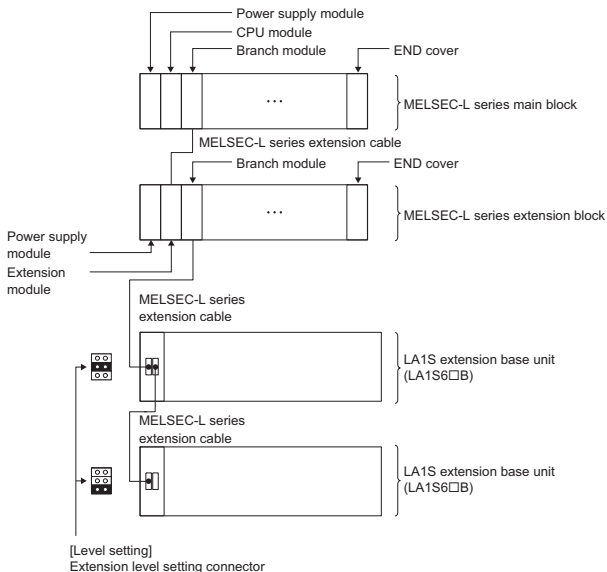 Power supply module
CPU module
Branch module
END cover
...
MELSEC-L series main block
MELSEC-L series extension cable
Branch module
END cover
...
MELSEC-L series extension block
Power supply
module
Extension
module
MELSEC-L series
extension cable
LA1S extension base unit
(LA1S6□B)
MELSEC-L series
extension cable
LA1S extension base unit
(LA1S6□B)
[Level setting]
Extension level setting connector